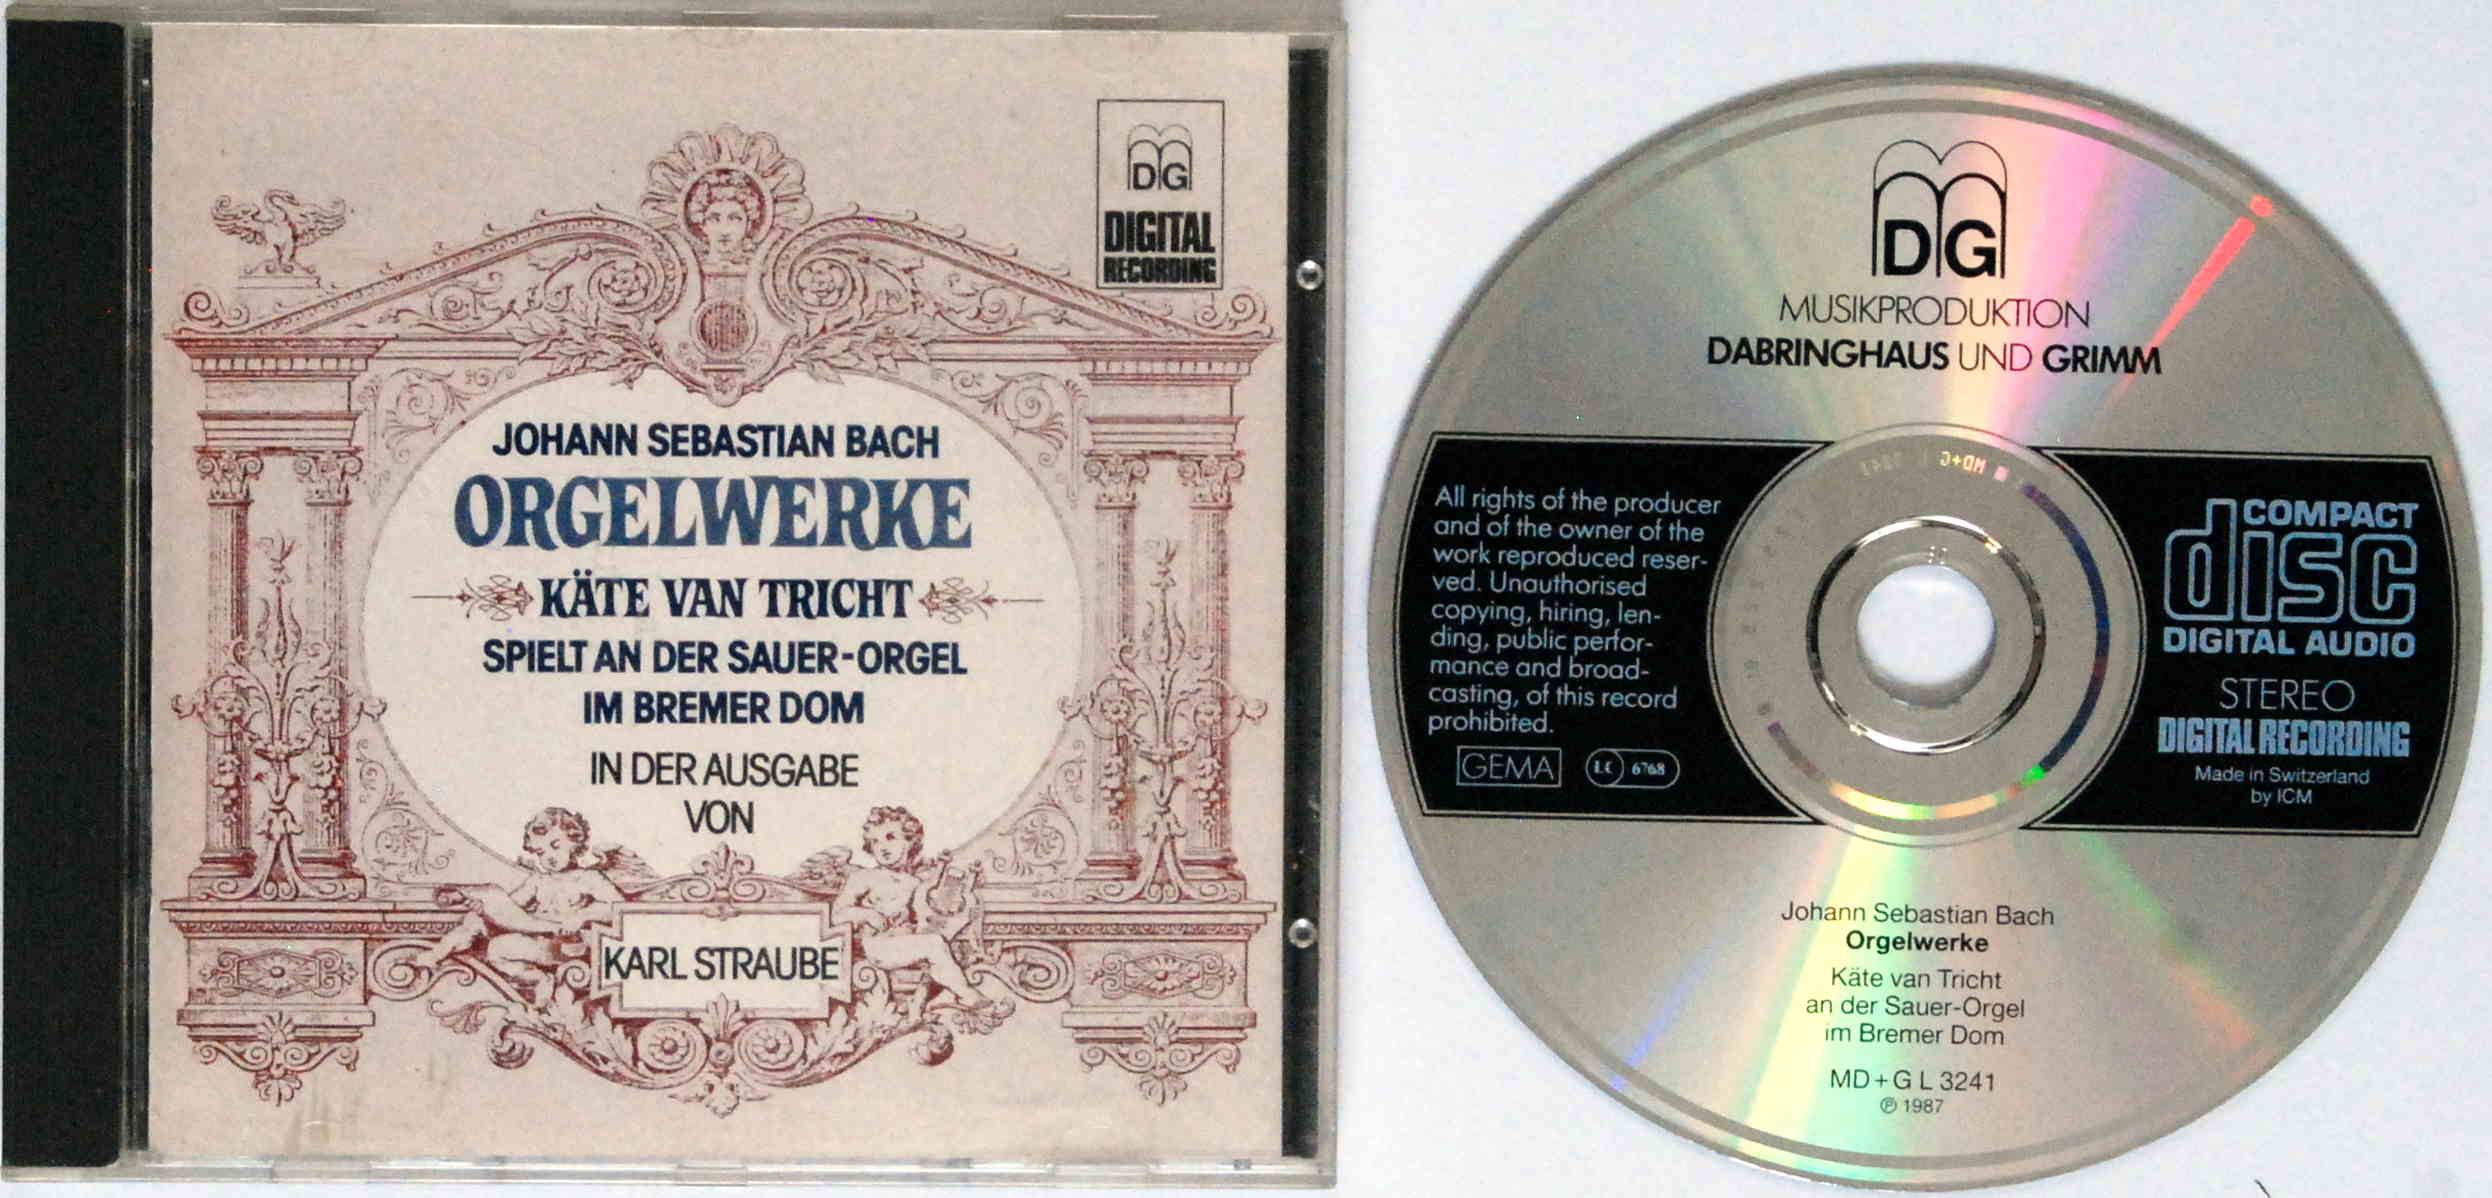 MDG
DIGITAL
RECORDING
JOHANN SEBASTIAN BACH
ORGELWERKE
KÄTE VAN TRICHT
SPIELT AN DER SAUER-ORGEL
IM BREMER DOM
IN DER AUSGABE
VON
KARL STRAUBE
MDG
MUSIKPRODUKTION
DABRINGHAUS UND GRIMM
All rights of the producer
and of the owner of the
work reproduced reser-
ved. Unauthorised
copying, hiring, len-
ding, public perfor-
mance and broad-
casting, of this record
prohibited.
GEMA LC 6768
COMPACT
disc
DIGITAL AUDIO
STEREO
DIGITAL RECORDING
Made in Switzerland
by ICM
Johann Sebastian Bach
Orgelwerke
Käte van Tricht
an der Sauer-Orgel
im Bremer Dom
MD+G L 3241
℗ 1987